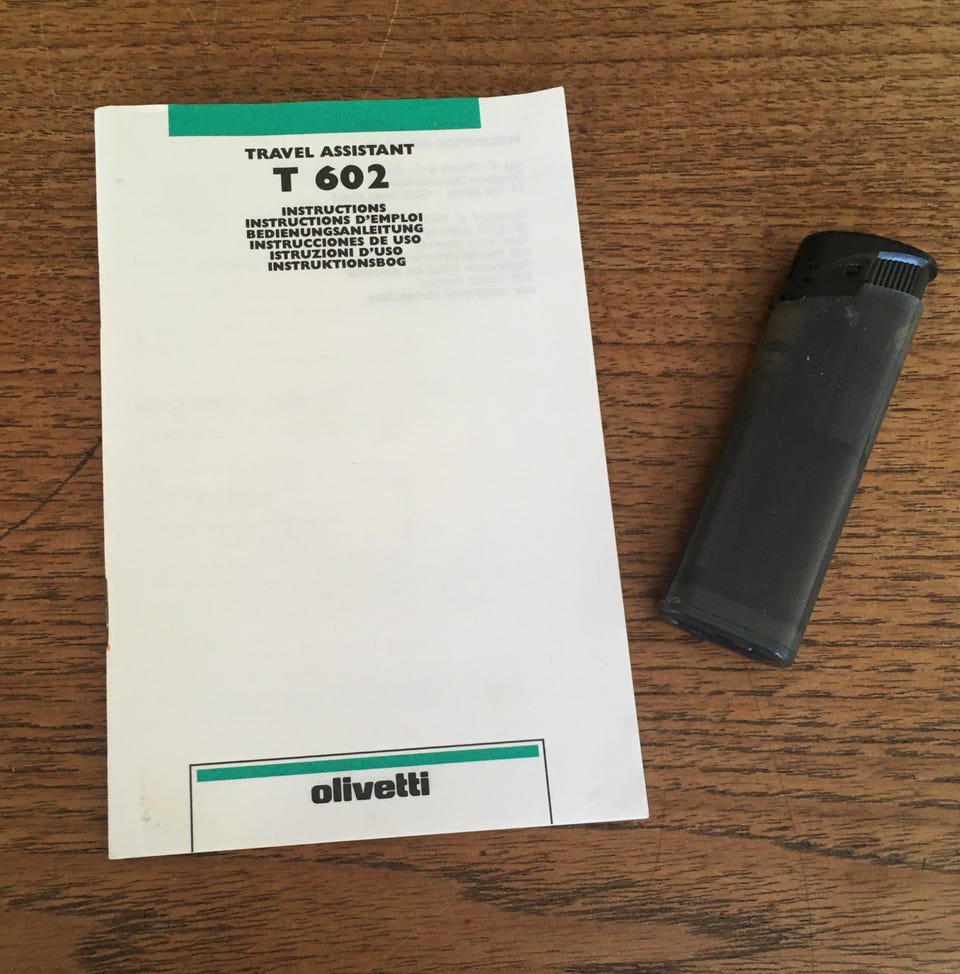 TRAVEL ASSISTANT
T 602
INSTRUCTIONS
INSTRUCTIONS D'EMPLOI
BEDIENUNGSANLEITUNG
INSTRUCCIONES DE USO
ISTRUZIONI D'USO
INSTRUKTIONSBOG
olivetti